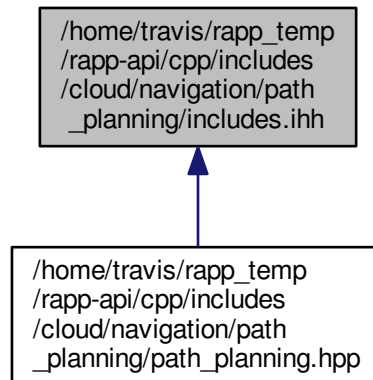 /home/travis/rapp_temp
/rapp-api/cpp/includes
/cloud/navigation/path
_planning/includes.ihh
/home/travis/rapp_temp
/rapp-api/cpp/includes
/cloud/navigation/path
_planning/path_planning.hpp